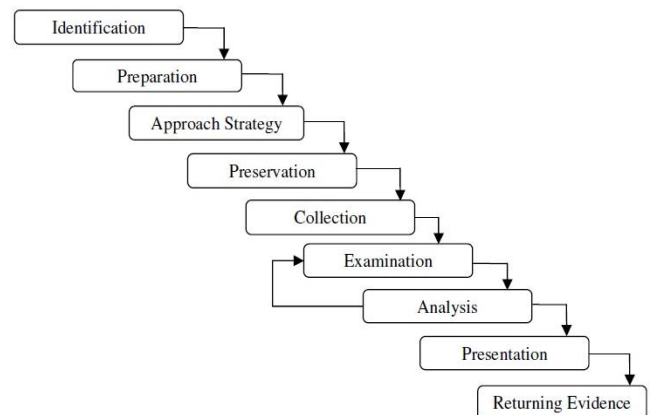 Identification
Preparation
Approach Strategy
Preservation
Collection
Examination
Analysis
Presentation
Returning Evidence